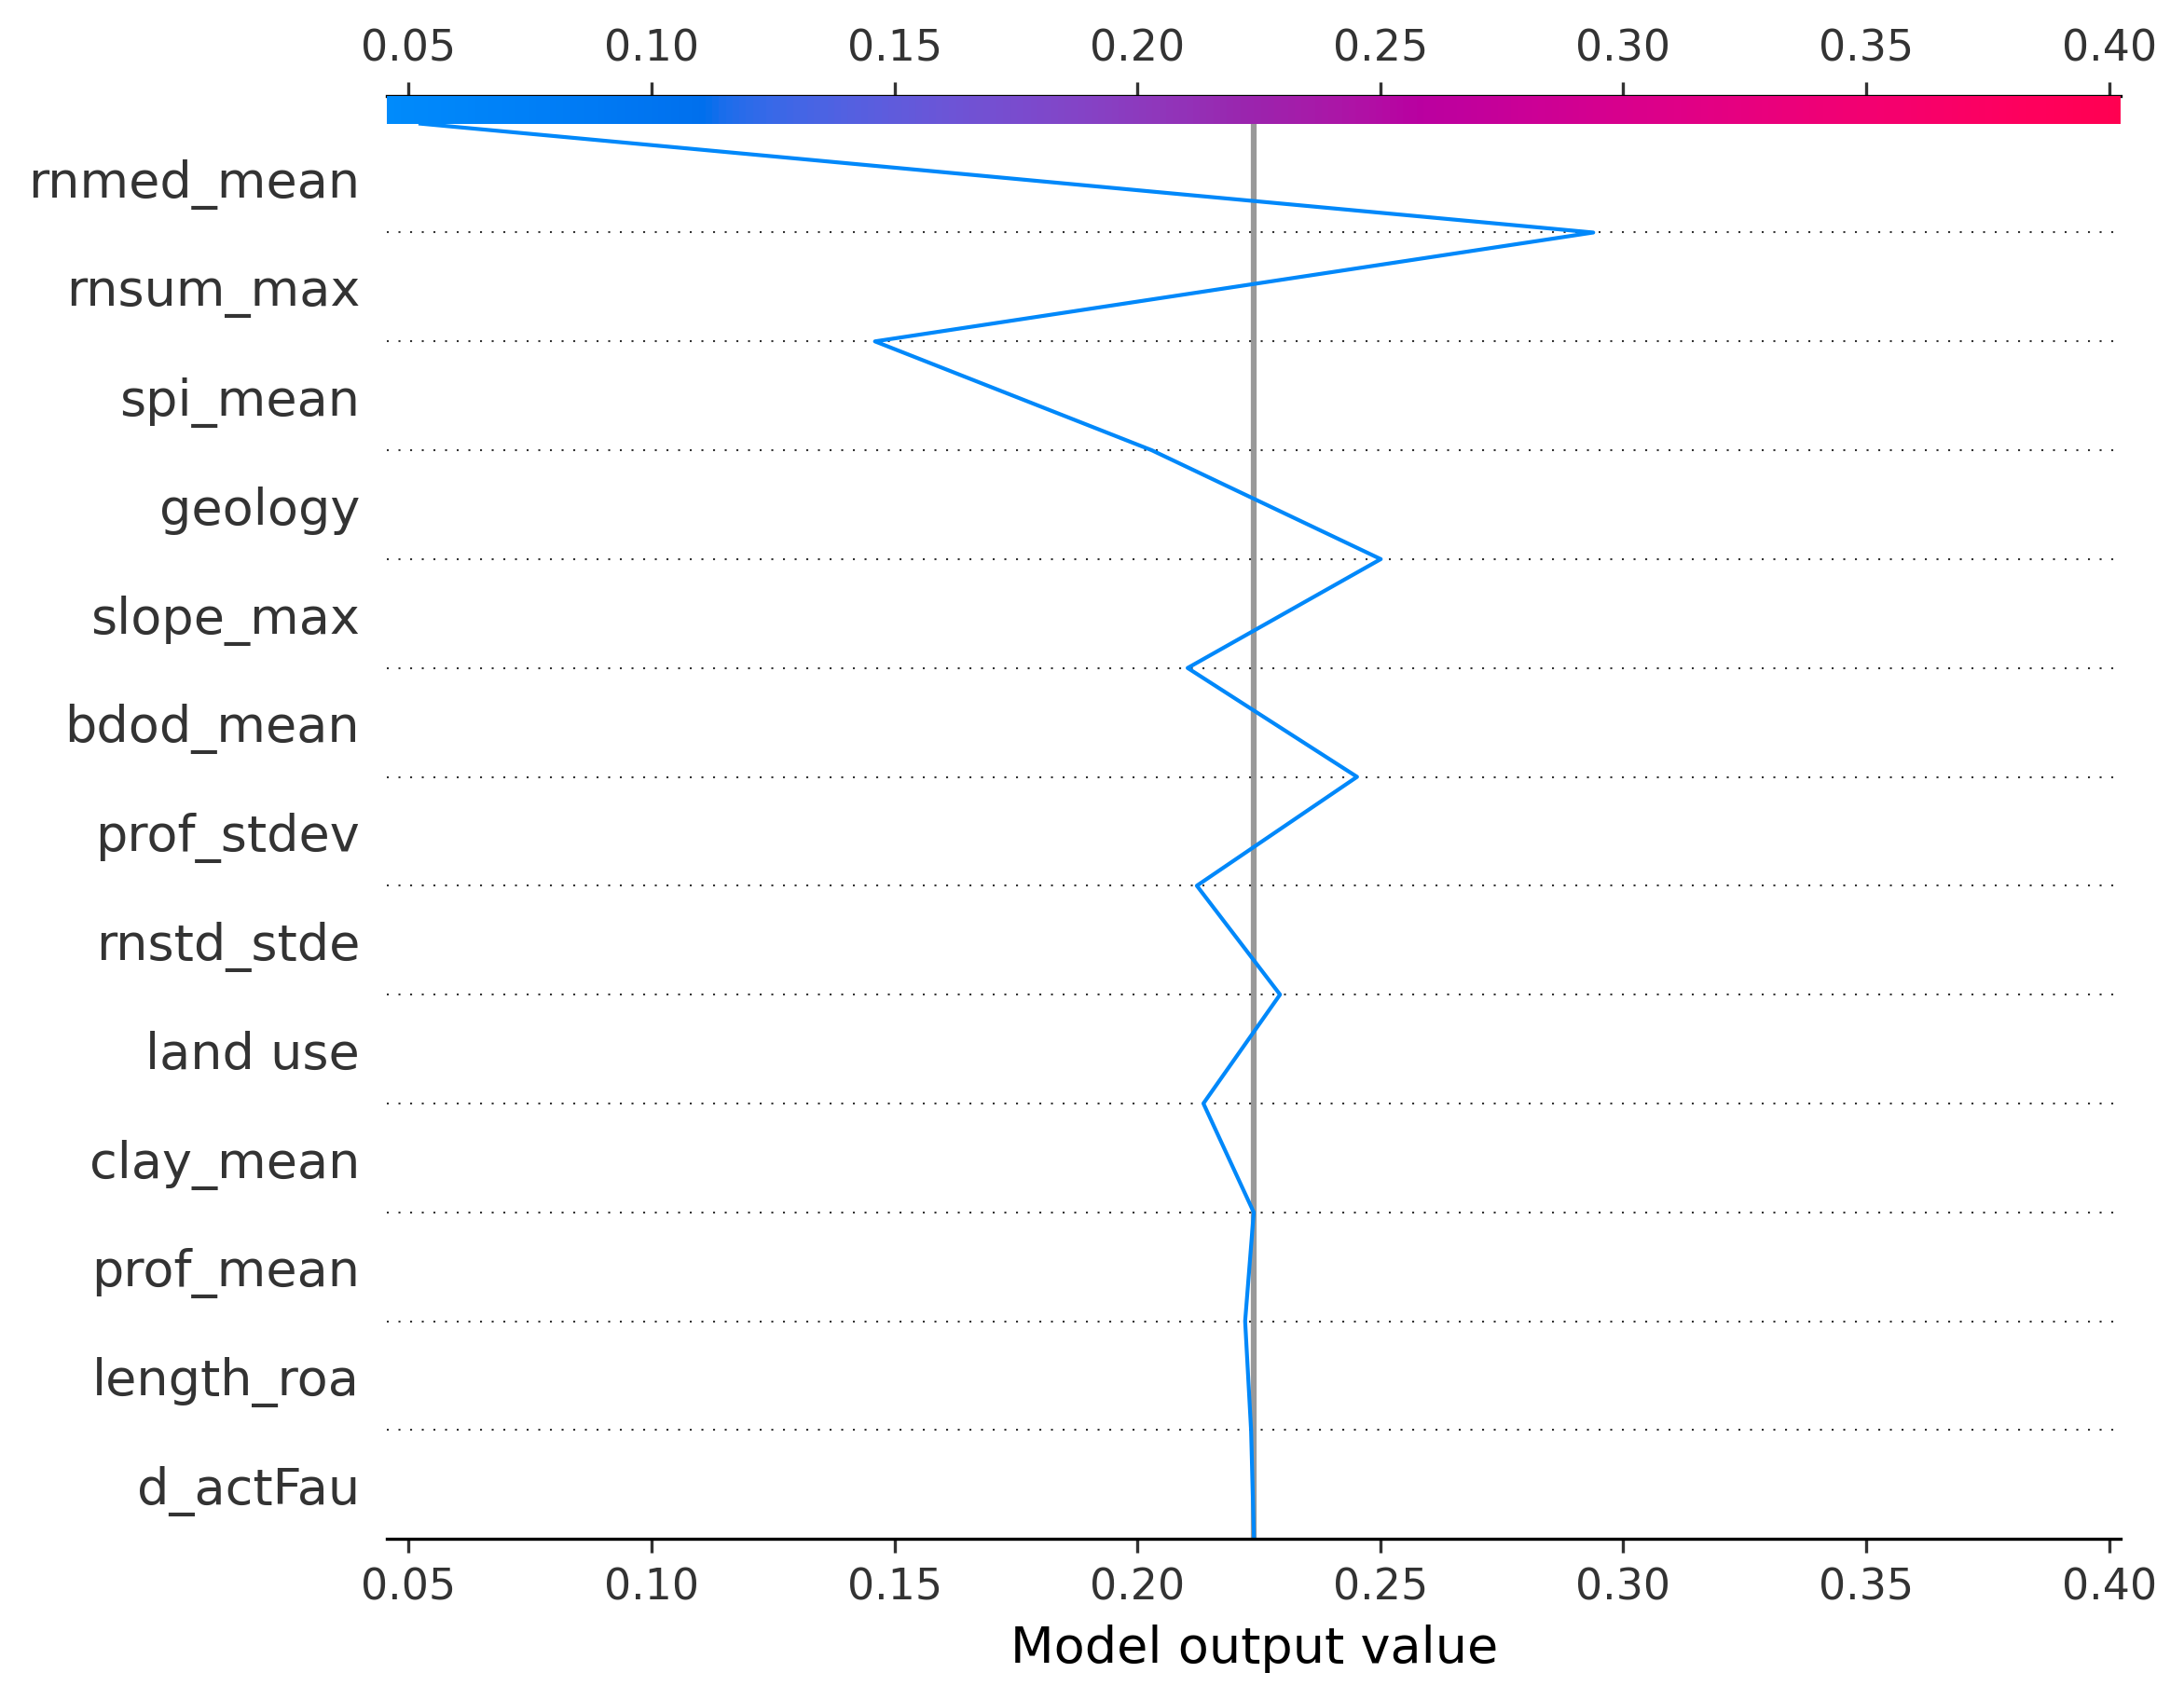 0.05 0.10 0.15 0.20 0.25 0.30 0.35 0.40
rnmed_mean
rnsum_max
spi_mean
geology
slope_max
bdod_mean
prof_stdev
rnstd_stde
land use
clay_mean
prof_mean
length_roa
d_actFau
0.05 0.10 0.15 0.20 0.25 0.30 0.35 0.40
Model output value